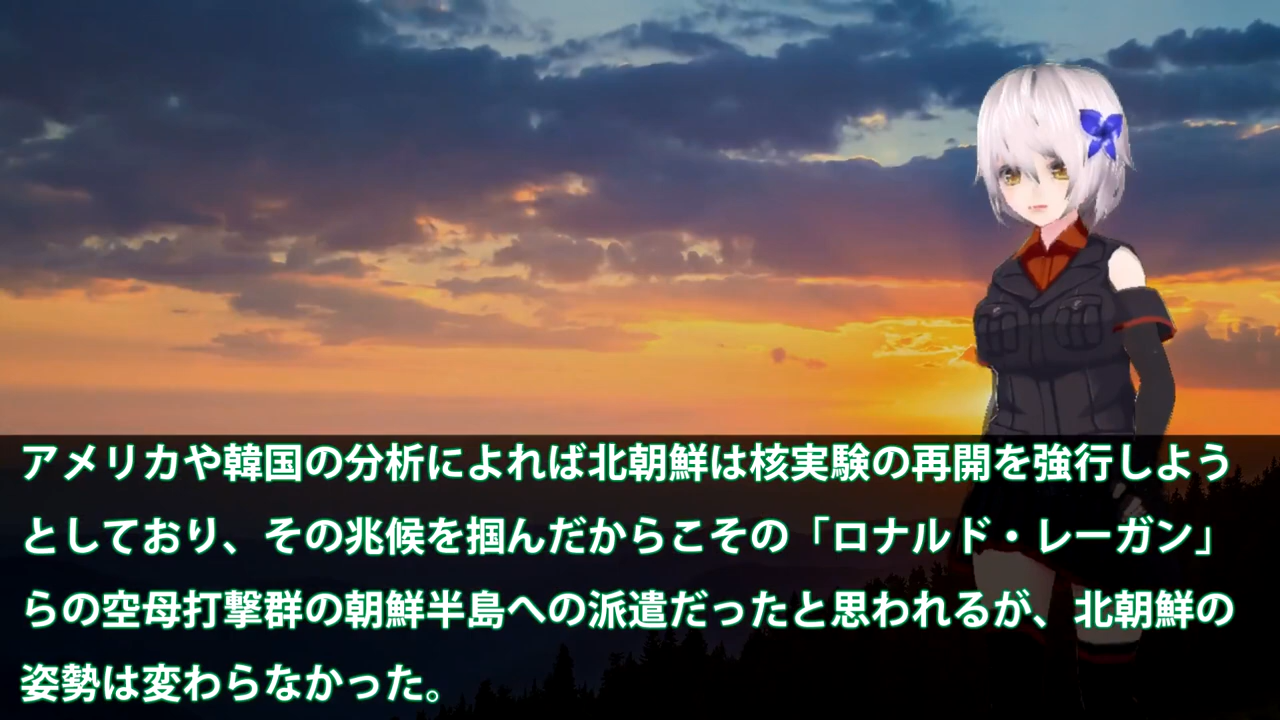 アメリカや韓国の分析によれば北朝鮮は核実験の再開を強行しよう
としており、その兆候を掴んだからこその「ロナルド・レーガン」
らの空母打撃群の朝鮮半島への派遣だったと思われるが、北朝鮮の
姿勢は変わらなかった。